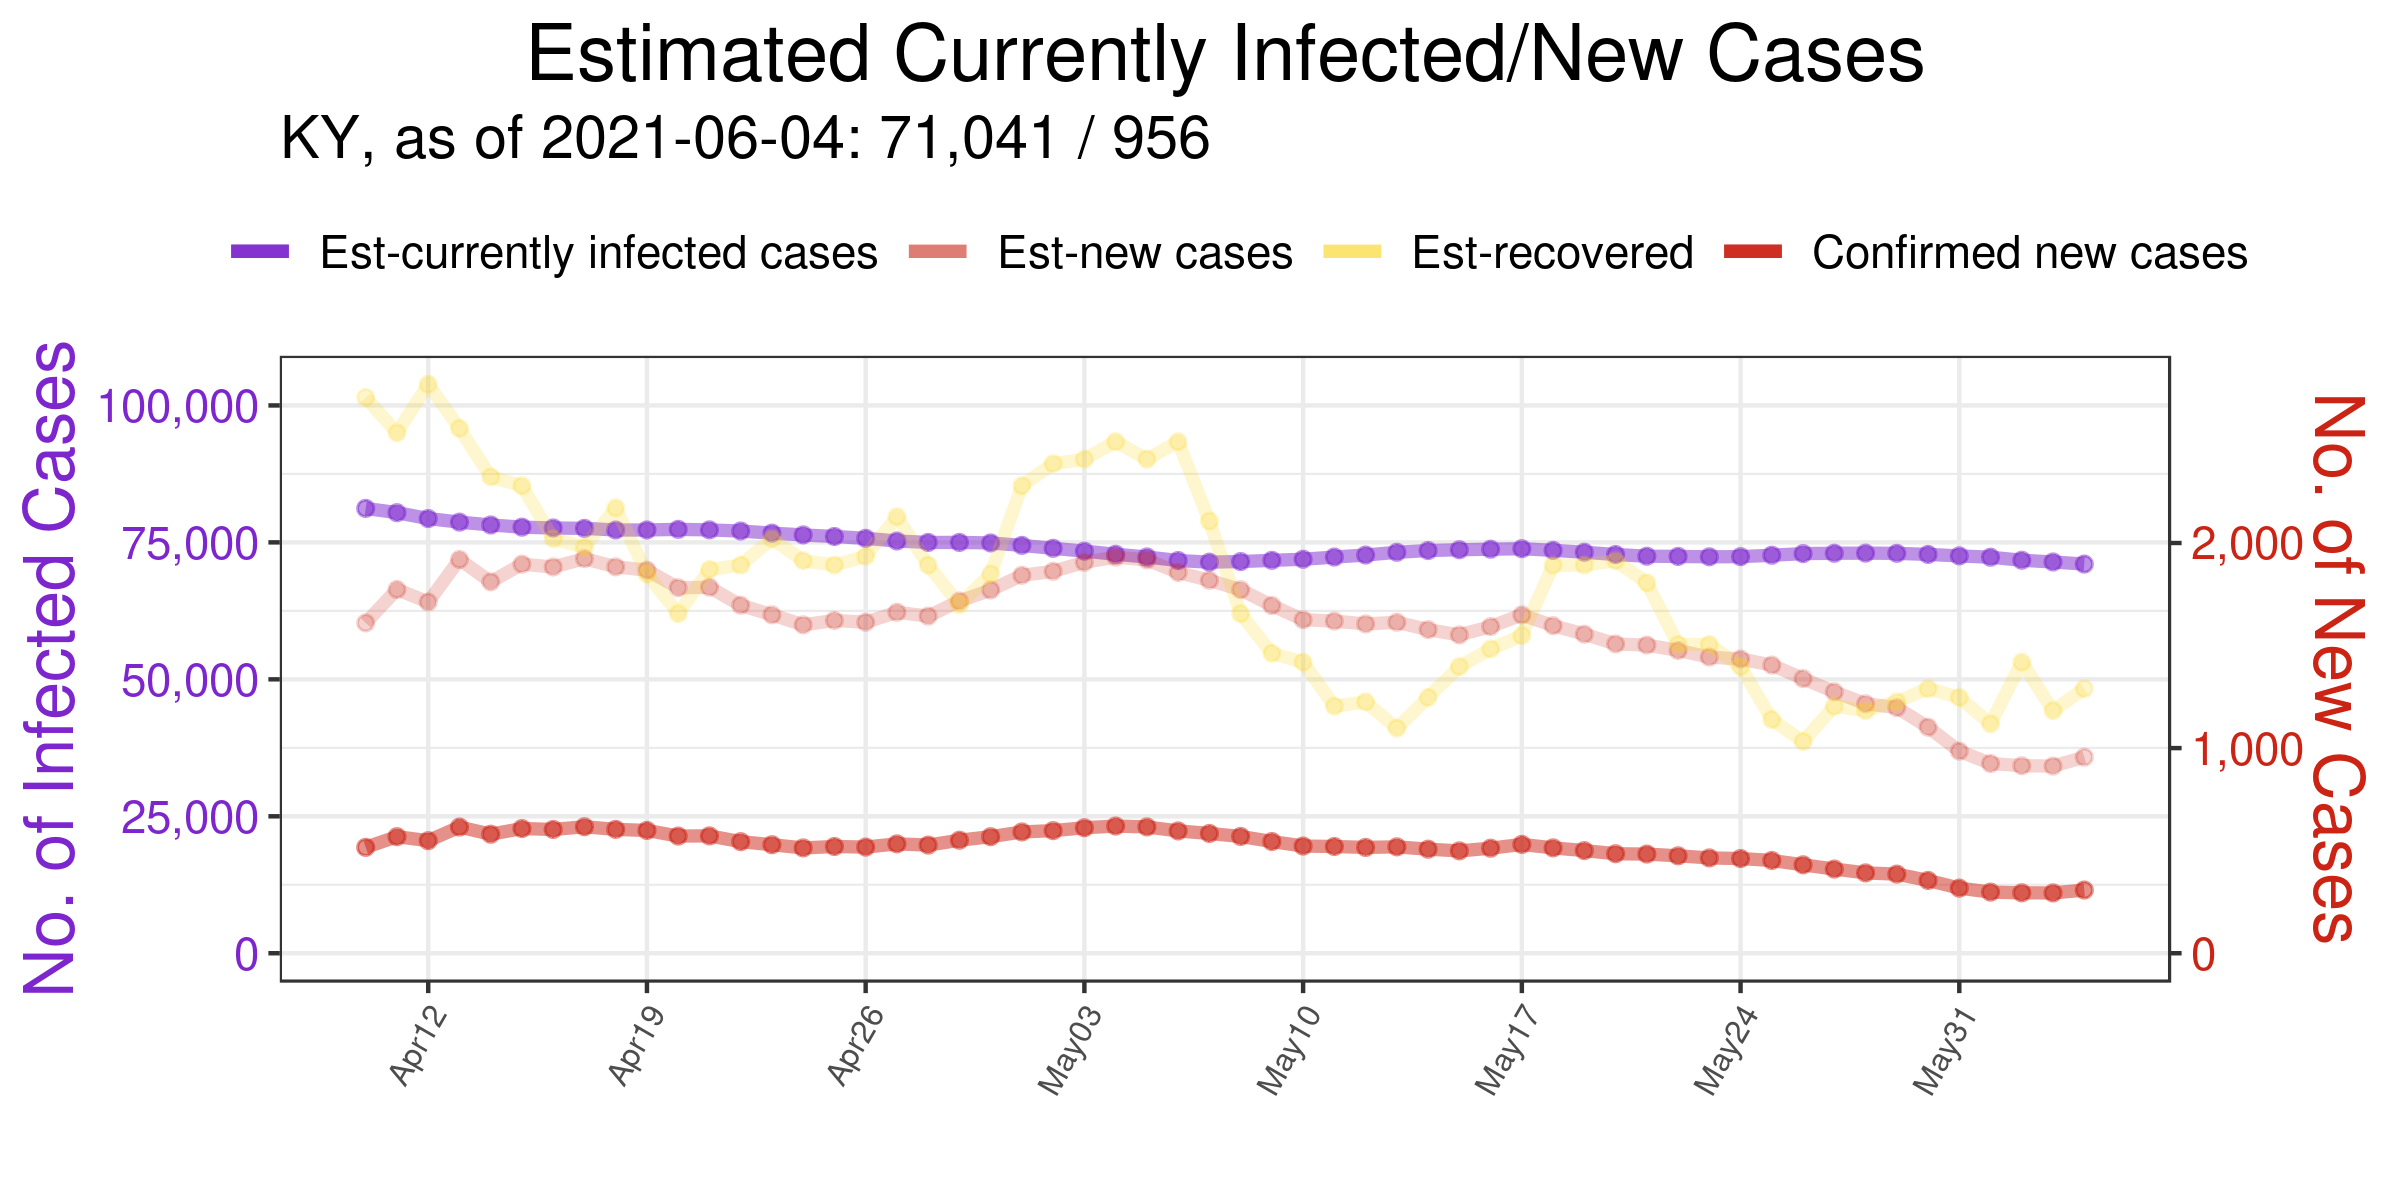 Estimated Currently Infected/New Cases
KY, as of 2021-06-04: 71,041 / 956
Est-currently infected cases Est-new cases Est-recovered Confirmed new cases
No. of Infected Cases
100,000
75,000
50,000
25,000
0
2,000
1,000
0
No. of New Cases
Apr12 Apr19 Apr26 May03 May10 May17 May24 May31